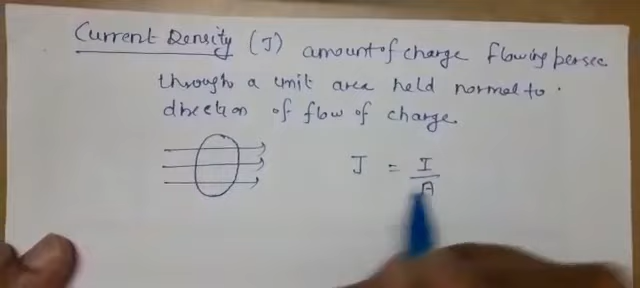 Current Density (J) amount of charge flowing per sec
through a unit area held normal to
direction of flow of charge.
J = I / A